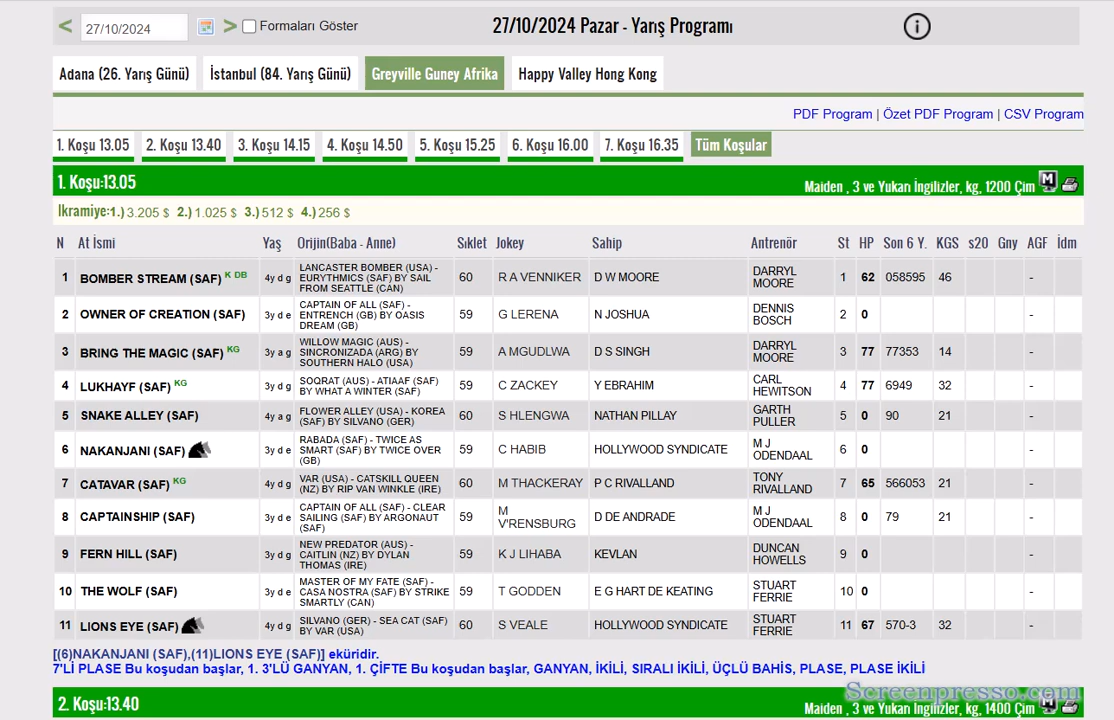 < 27/10/2024 > Formaları Göster 27/10/2024 Pazar - Yarış Programı i
Adana (26. Yarış Günü) İstanbul (84. Yarış Günü) Greyville Guney Afrika Happy Valley Hong Kong
PDF Program | Özet PDF Program | CSV Program
1. Koşu 13.05 2. Koşu 13.40 3. Koşu 14.15 4. Koşu 14.50 5. Koşu 15.25 6. Koşu 16.00 7. Koşu 16.35 Tüm Koşular
1. Koşu:13.05 Maiden , 3 ve Yukarı İngilizler, kg, 1200 Çim M
Ikramiye:1.) 3.205 $ 2.) 1.025 $ 3.) 512 $ 4.) 256 $
N At İsmi Yaş Orijin(Baba - Anne) Sıklet Jokey Sahip Antrenör St HP Son 6 Y. KGS s20 Gny AGF İdm
1 BOMBER STREAM (SAF) K DB 4y d g LANCASTER BOMBER (USA) - EURYTHMICS (SAF) BY SAIL FROM SEATTLE (CAN) 60 R A VENNIKER D W MOORE DARRYL MOORE 1 62 058595 46 -
2 OWNER OF CREATION (SAF) 3y d e CAPTAIN OF ALL (SAF) - ENTRENCH (GB) BY OASIS DREAM (GB) 59 G LERENA N JOSHUA DENNIS BOSCH 2 0 -
3 BRING THE MAGIC (SAF) KG 3y a g WILLOW MAGIC (AUS) - SINCRONIZADA (ARG) BY SOUTHERN HALO (USA) 59 A MGUDLWA D S SINGH DARRYL MOORE 3 77 77353 14 -
4 LUKHAYF (SAF) KG 3y d g SOQRAT (AUS) - ATIAAF (SAF) BY WHAT A WINTER (SAF) 59 C ZACKEY Y EBRAHIM CARL HEWITSON 4 77 6949 32 -
5 SNAKE ALLEY (SAF) 4y a g FLOWER ALLEY (USA) - KOREA (SAF) BY SILVANO (GER) 60 S HLENGWA NATHAN PILLAY GARTH PULLER 5 0 90 21 -
6 NAKANJANI (SAF) 3y d e RABADA (SAF) - TWICE AS SMART (SAF) BY TWICE OVER (GB) 59 C HABIB HOLLYWOOD SYNDICATE M J ODENDAAL 6 0 -
7 CATAVAR (SAF) KG 4y d g VAR (USA) - CATSKILL QUEEN (NZ) BY RIP VAN WINKLE (IRE) 60 M THACKERAY P C RIVALLAND TONY RIVALLAND 7 65 566053 21 -
8 CAPTAINSHIP (SAF) 3y d e CAPTAIN OF ALL (SAF) - CLEAR SAILING (SAF) BY ARGONAUT (SAF) 59 M V'RENSBURG D DE ANDRADE M J ODENDAAL 8 0 79 21 -
9 FERN HILL (SAF) 3y d g NEW PREDATOR (AUS) - CAITLIN (NZ) BY DYLAN THOMAS (IRE) 59 K J LIHABA KEVLAN DUNCAN HOWELLS 9 0 -
10 THE WOLF (SAF) 3y d e MASTER OF MY FATE (SAF) - CASA NOSTRA (SAF) BY STRIKE SMARTLY (CAN) 59 T GODDEN E G HART DE KEATING STUART FERRIE 10 0 -
11 LIONS EYE (SAF) 4y d g SILVANO (GER) - SEA CAT (SAF) BY VAR (USA) 60 S VEALE HOLLYWOOD SYNDICATE STUART FERRIE 11 67 570-3 32 -
[(6)NAKANJANI (SAF),(11)LIONS EYE (SAF)] eküridir.
7'Lİ PLASE Bu koşudan başlar, 1. 3'LÜ GANYAN, 1. ÇİFTE Bu koşudan başlar, GANYAN, İKİLİ, SIRALI İKİLİ, ÜÇLÜ BAHİS, PLASE, PLASE İKİLİ
Screenpresso.com
2. Koşu:13.40 Maiden , 3 ve Yukarı İngilizler, kg, 1400 Çim M